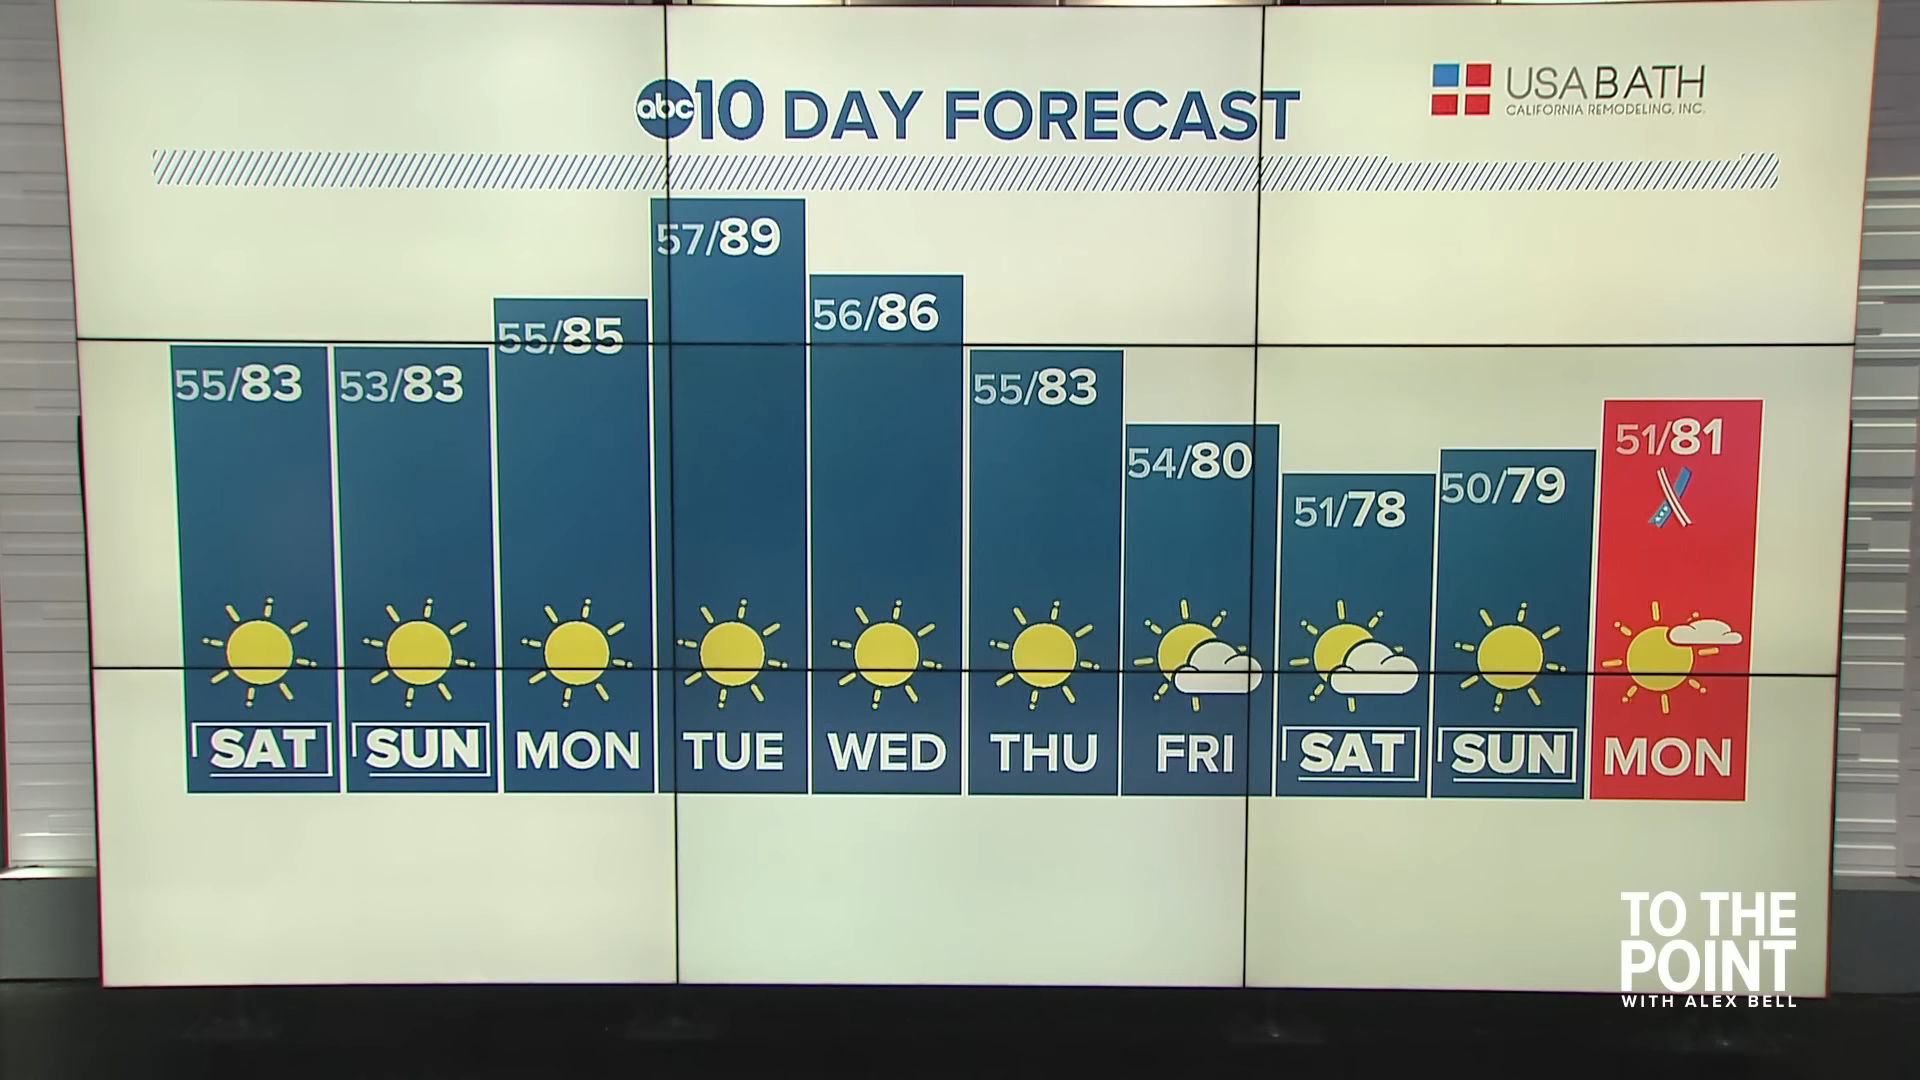 abc10 DAY FORECAST
USA BATH
CALIFORNIA REMODELING, INC.
55/83
53/83
55/85
57/89
56/86
55/83
54/80
51/78
50/79
51/81
SAT
SUN
MON
TUE
WED
THU
FRI
SAT
SUN
MON
TO THE
POINT
WITH ALEX BELL